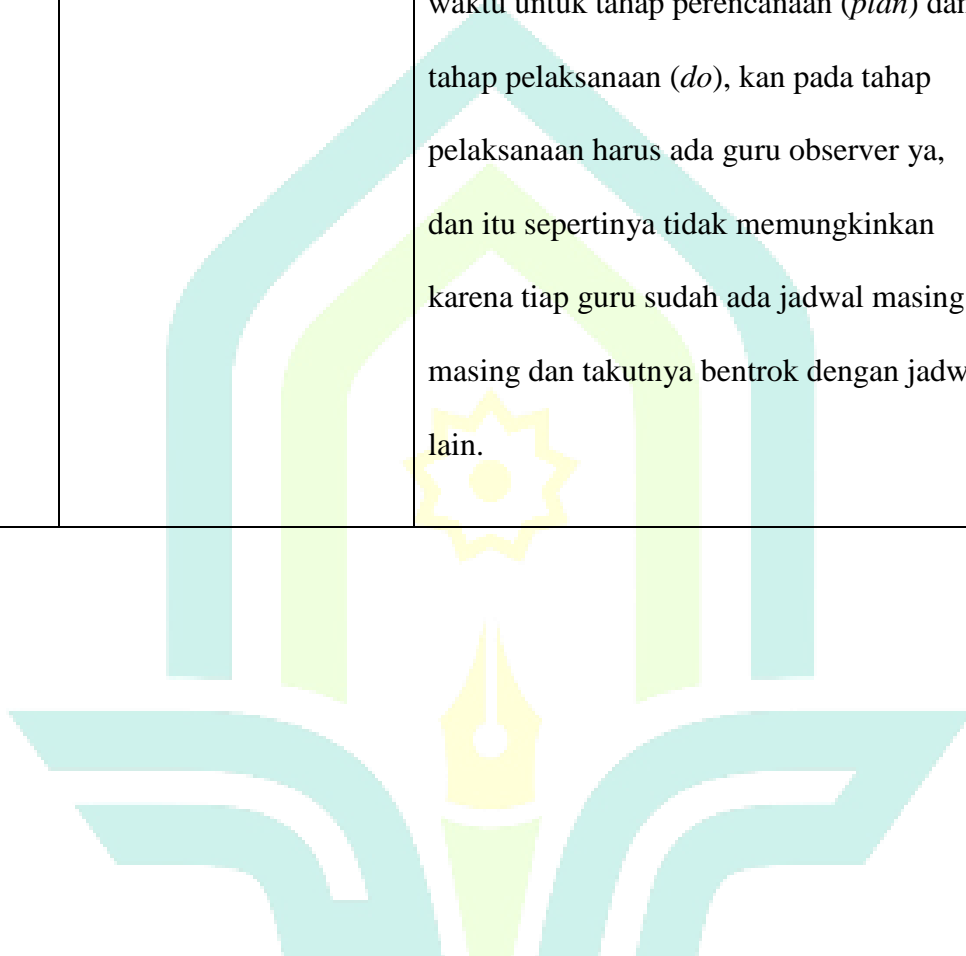 waktu untuk tahap perencanaan (plan) dan
tahap pelaksanaan (do), kan pada tahap
pelaksanaan harus ada guru observer ya,
dan itu sepertinya tidak memungkinkan
karena tiap guru sudah ada jadwal masing
masing dan takutnya bentrok dengan
lain.